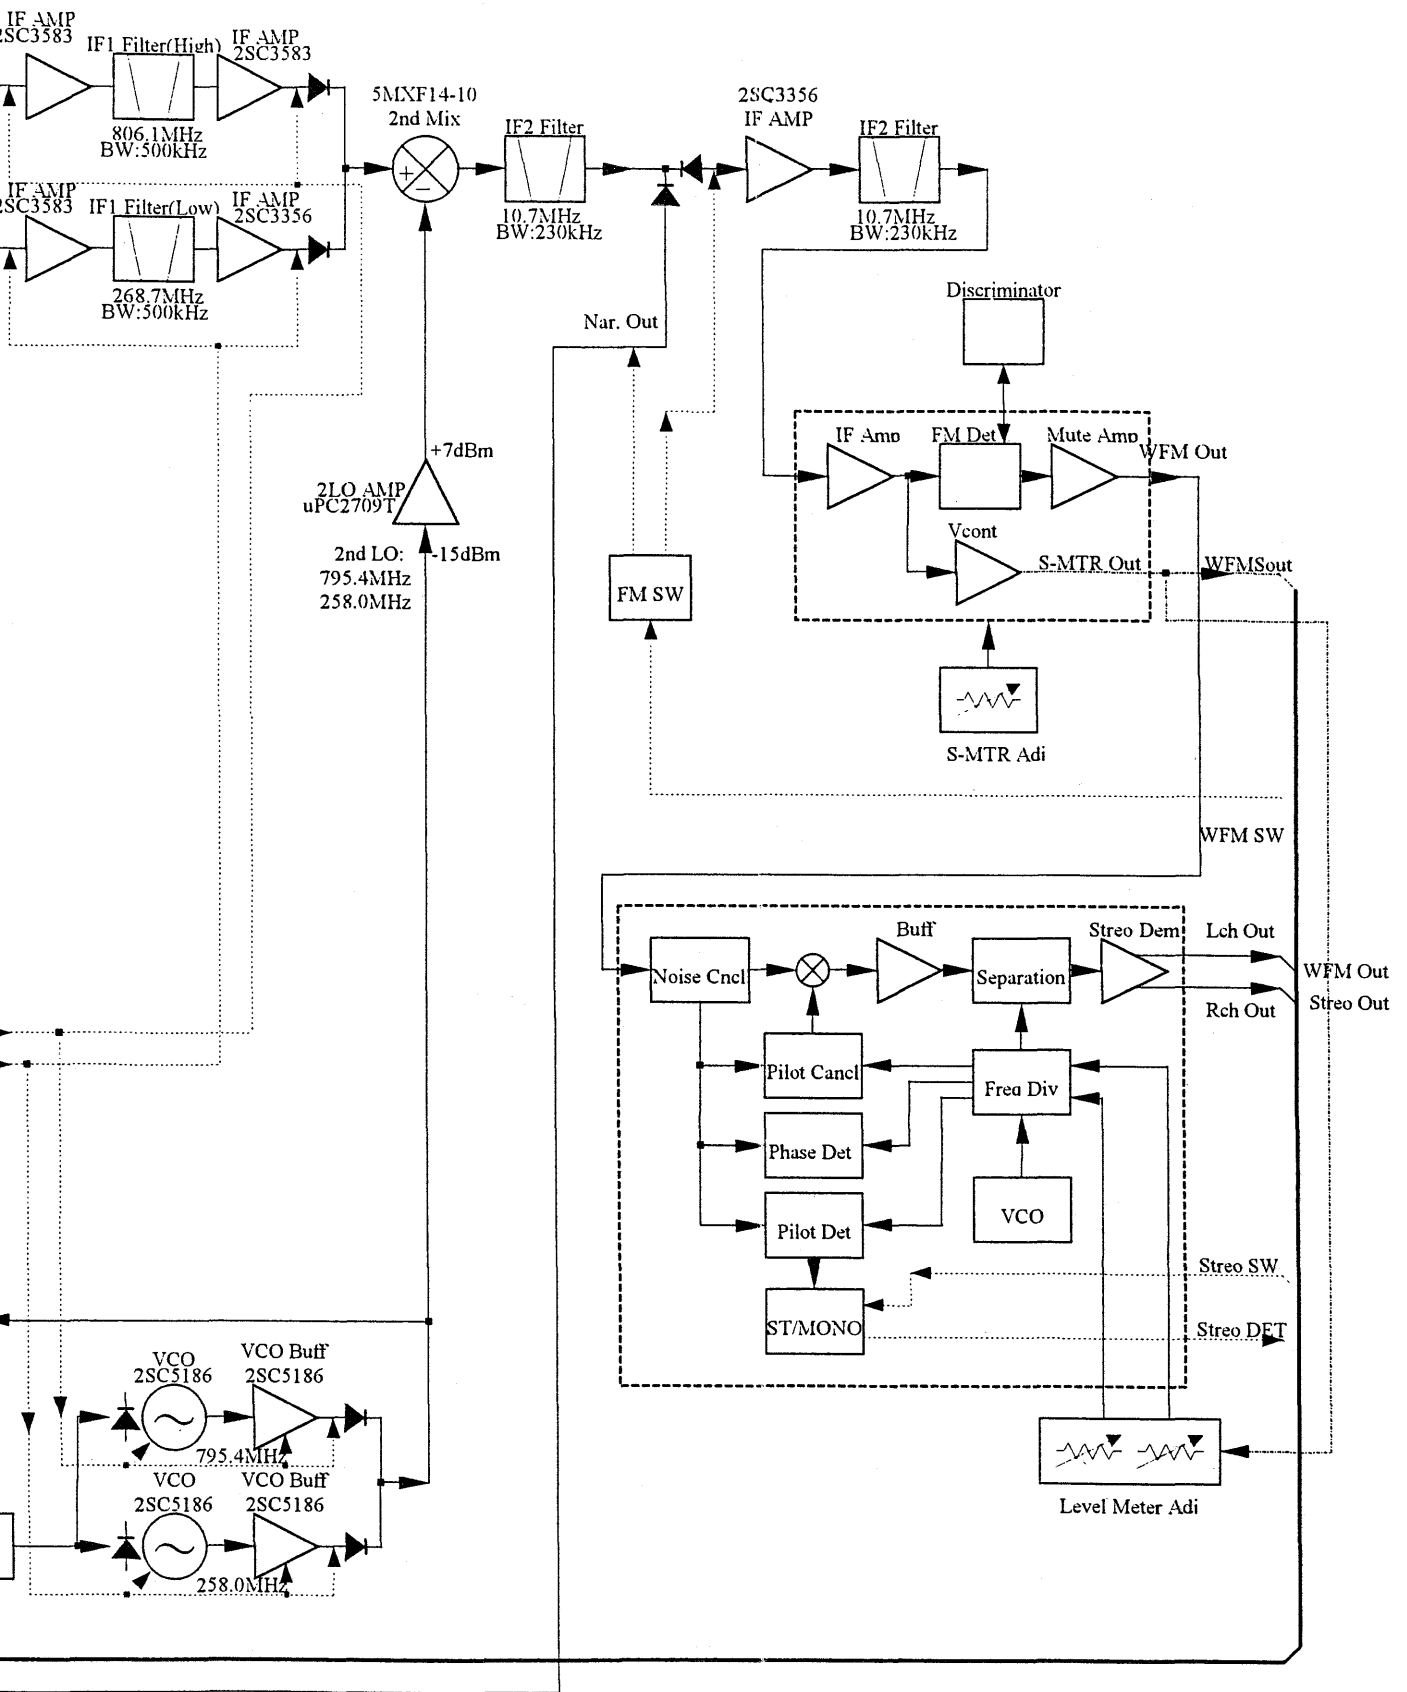 IF AMP
2SC3583
IF1 Filter(High)
IF AMP
2SC3583
806.1MHz
BW:500kHz
5MXF14-10
2nd Mix
IF2 Filter
10.7MHz
BW:230kHz
2SC3356
IF AMP
IF2 Filter
10.7MHz
BW:230kHz
IF AMP
2SC3583
IF1 Filter(Low)
IF AMP
2SC3356
268.7MHz
BW:500kHz
+
−
Nar. Out
Discriminator
+7dBm
2LO AMP
uPC2709T
2nd LO:
795.4MHz
258.0MHz
-15dBm
IF Amp
FM Det
Mute Amp
WFM Out
Vcont
S-MTR Out
WFMSout
FM SW
S-MTR Adj
WFM SW
Noise Cncl
Buff
Separation
Streo Dem
Lch Out
Rch Out
WFM Out
Streo Out
Pilot Cancl
Freq Div
Phase Det
Pilot Det
VCO
ST/MONO
Streo SW
Streo DET
Level Meter Adj
VCO
2SC5186
VCO Buff
2SC5186
795.4MHz
VCO
2SC5186
VCO Buff
2SC5186
258.0MHz